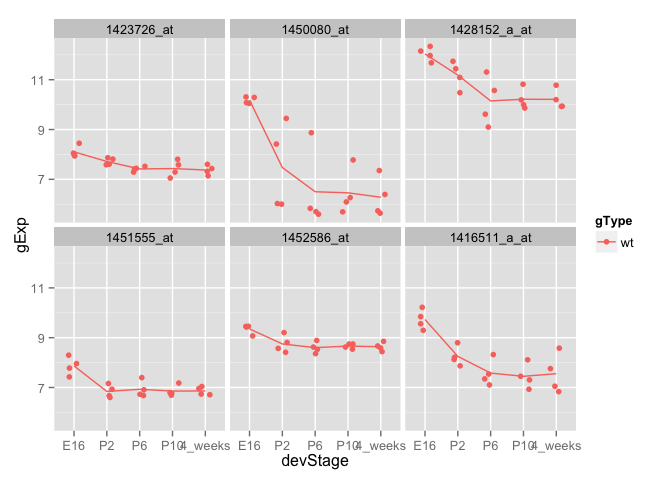 1423726_at
1450080_at
1428152_a_at
11
9
7
1451555_at
1452586_at
1416511_a_at
11
9
7
E16 P2 P6 P10 4_weeks
E16 P2 P6 P10 4_weeks
E16 P2 P6 P10 4_weeks
devStage
gExp
gType
wt